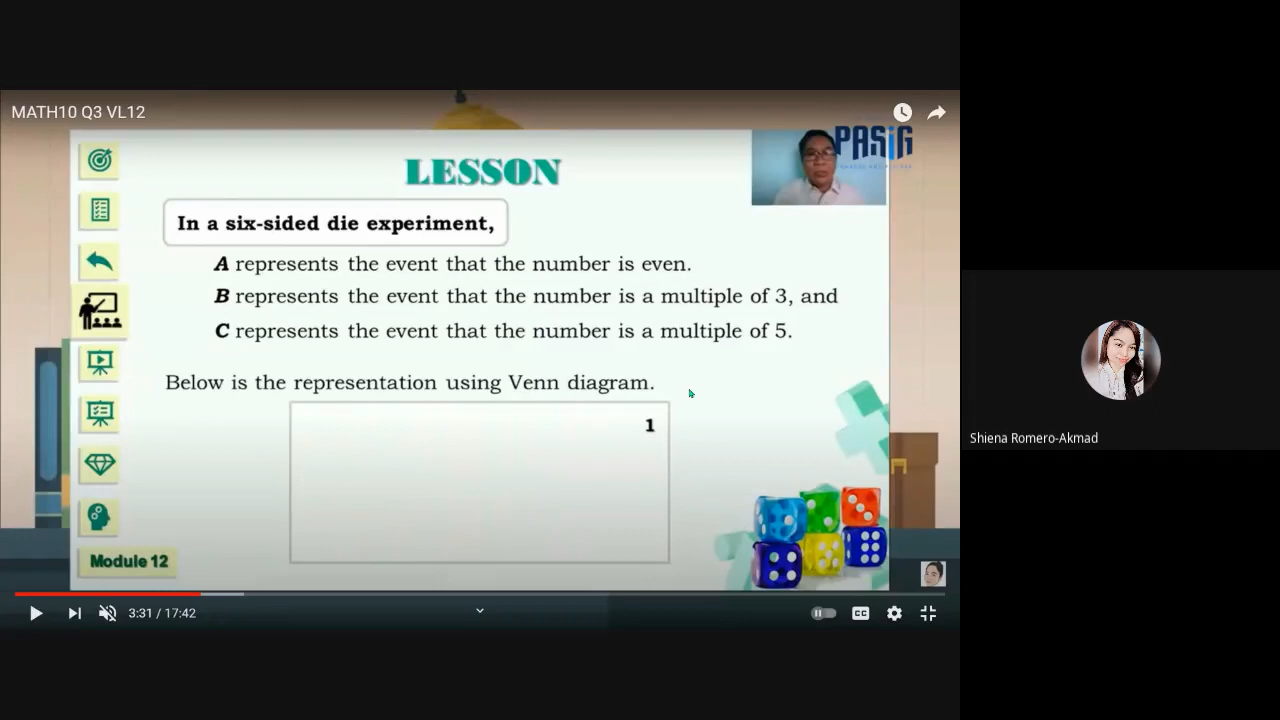 MATH10 Q3 VL12
PASiG
LESSON
In a six-sided die experiment,
A represents the event that the number is even.
B represents the event that the number is a multiple of 3, and
C represents the event that the number is a multiple of 5.
Below is the representation using Venn diagram.
1
Module 12
3:31 / 17:42
CC
Shiena Romero-Akmad